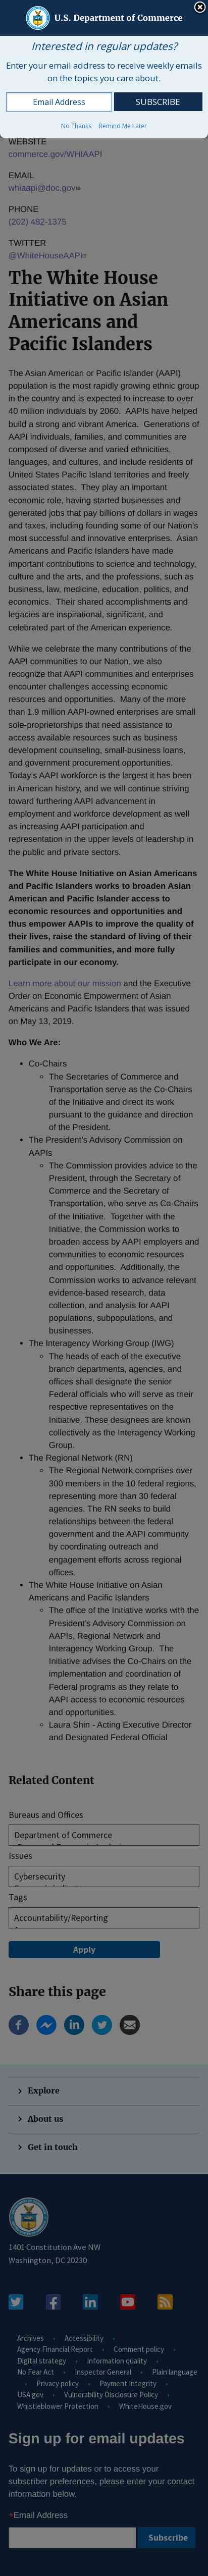 U.S. Department of Commerce
Interested in regular updates?
Enter your email address to receive weekly emails
on the topics you care about.
Email Address
SUBSCRIBE
No Thanks
Remind Me Later
WEBSITE
commerce.gov/WHIAAPI
EMAIL
whiaapi@doc.gov
PHONE
(202) 482-1375
TWITTER
@WhiteHouseAAPI
The White House
Initiative on Asian
Americans and
Pacific Islanders
The Asian American or Pacific Islander (AAPI)
population is the most rapidly growing ethnic group
in the country and is expected to increase to over
40 million individuals by 2060.  AAPIs have helped
build a strong and vibrant America.  Generations of
AAPI individuals, families, and communities are
composed of diverse and varied ethnicities,
languages, and cultures, and include residents of
United States Pacific island territories and freely
associated states.  They play an important
economic role, having started businesses and
generated jobs that pay billions of dollars in wages
and taxes, including founding some of our Nation's
most successful and innovative enterprises.  Asian
Americans and Pacific Islanders have made
important contributions to science and technology,
culture and the arts, and the professions, such as
business, law, medicine, education, politics, and
economics.  Their shared accomplishments and
legacies are inspirational, significant, and
celebrated part of the American experience.
While we celebrate the many contributions of the
AAPI communities to our Nation, we also
recognize that AAPI communities and enterprises
encounter challenges accessing economic
resources and opportunities.  Many of the more
than 1.9 million AAPI-owned enterprises are small
sole-proprietorships that need assistance to
access available resources such as business
development counseling, small-business loans,
and government procurement opportunities.
Today's AAPI workforce is the largest it has been
in American history, and we will continue striving
toward furthering AAPI advancement in
employment and workforce development as well
as increasing AAPI participation and
representation in the upper levels of leadership in
the public and private sectors.
The White House Initiative on Asian Americans
and Pacific Islanders works to broaden Asian
American and Pacific Islander access to
economic resources and opportunities and
thus empower AAPIs to improve the quality of
their lives, raise the standard of living of their
families and communities, and more fully
participate in our economy.
Learn more about our mission and the Executive
Order on Economic Empowerment of Asian
Americans and Pacific Islanders that was issued
on May 13, 2019.
Who We Are:
Co-Chairs
The Secretaries of Commerce and
Transportation serve as the Co-Chairs
of the Initiative and direct its work
pursuant to the guidance and direction
of the President.
The President's Advisory Commission on
AAPIs
The Commission provides advice to the
President, through the Secretary of
Commerce and the Secretary of
Transportation, who serve as Co-Chairs
of the Initiative.  Together with the
Initiative, the Commission works to
broaden access by AAPI employers and
communities to economic resources
and opportunities.  Additionally, the
Commission works to advance relevant
evidence-based research, data
collection, and analysis for AAPI
populations, subpopulations, and
businesses.
The Interagency Working Group (IWG)
The heads of each of the executive
branch departments, agencies, and
offices shall designate the senior
Federal officials who will serve as their
respective representatives on the
Initiative. These designees are known
collectively as the Interagency Working
Group.
The Regional Network (RN)
The Regional Network comprises over
300 members in the 10 federal regions,
representing more than 30 federal
agencies. The RN seeks to build
relationships between the federal
government and the AAPI community
by coordinating outreach and
engagement efforts across regional
offices.
The White House Initiative on Asian
Americans and Pacific Islanders
The office of the Initiative works with the
President's Advisory Commission on
AAPIs, Regional Network and
Interagency Working Group.  The
Initiative advises the Co-Chairs on the
implementation and coordination of
Federal programs as they relate to
AAPI access to economic resources
and opportunities.
Laura Shin - Acting Executive Director
and Designated Federal Official
Related Content
Bureaus and Offices
Department of Commerce
Issues
Cybersecurity
Tags
Accountability/Reporting
Apply
Share this page
Explore
About us
Get in touch
1401 Constitution Ave NW
Washington, DC 20230
Archives • Accessibility •
Agency Financial Report • Comment policy •
Digital strategy • Information quality •
No Fear Act • Inspector General • Plain language
• Privacy policy • Payment Integrity •
USA.gov • Vulnerability Disclosure Policy •
Whistleblower Protection • WhiteHouse.gov
Sign up for email updates
To sign up for updates or to access your
subscriber preferences, please enter your contact
information below.
*Email Address
Subscribe